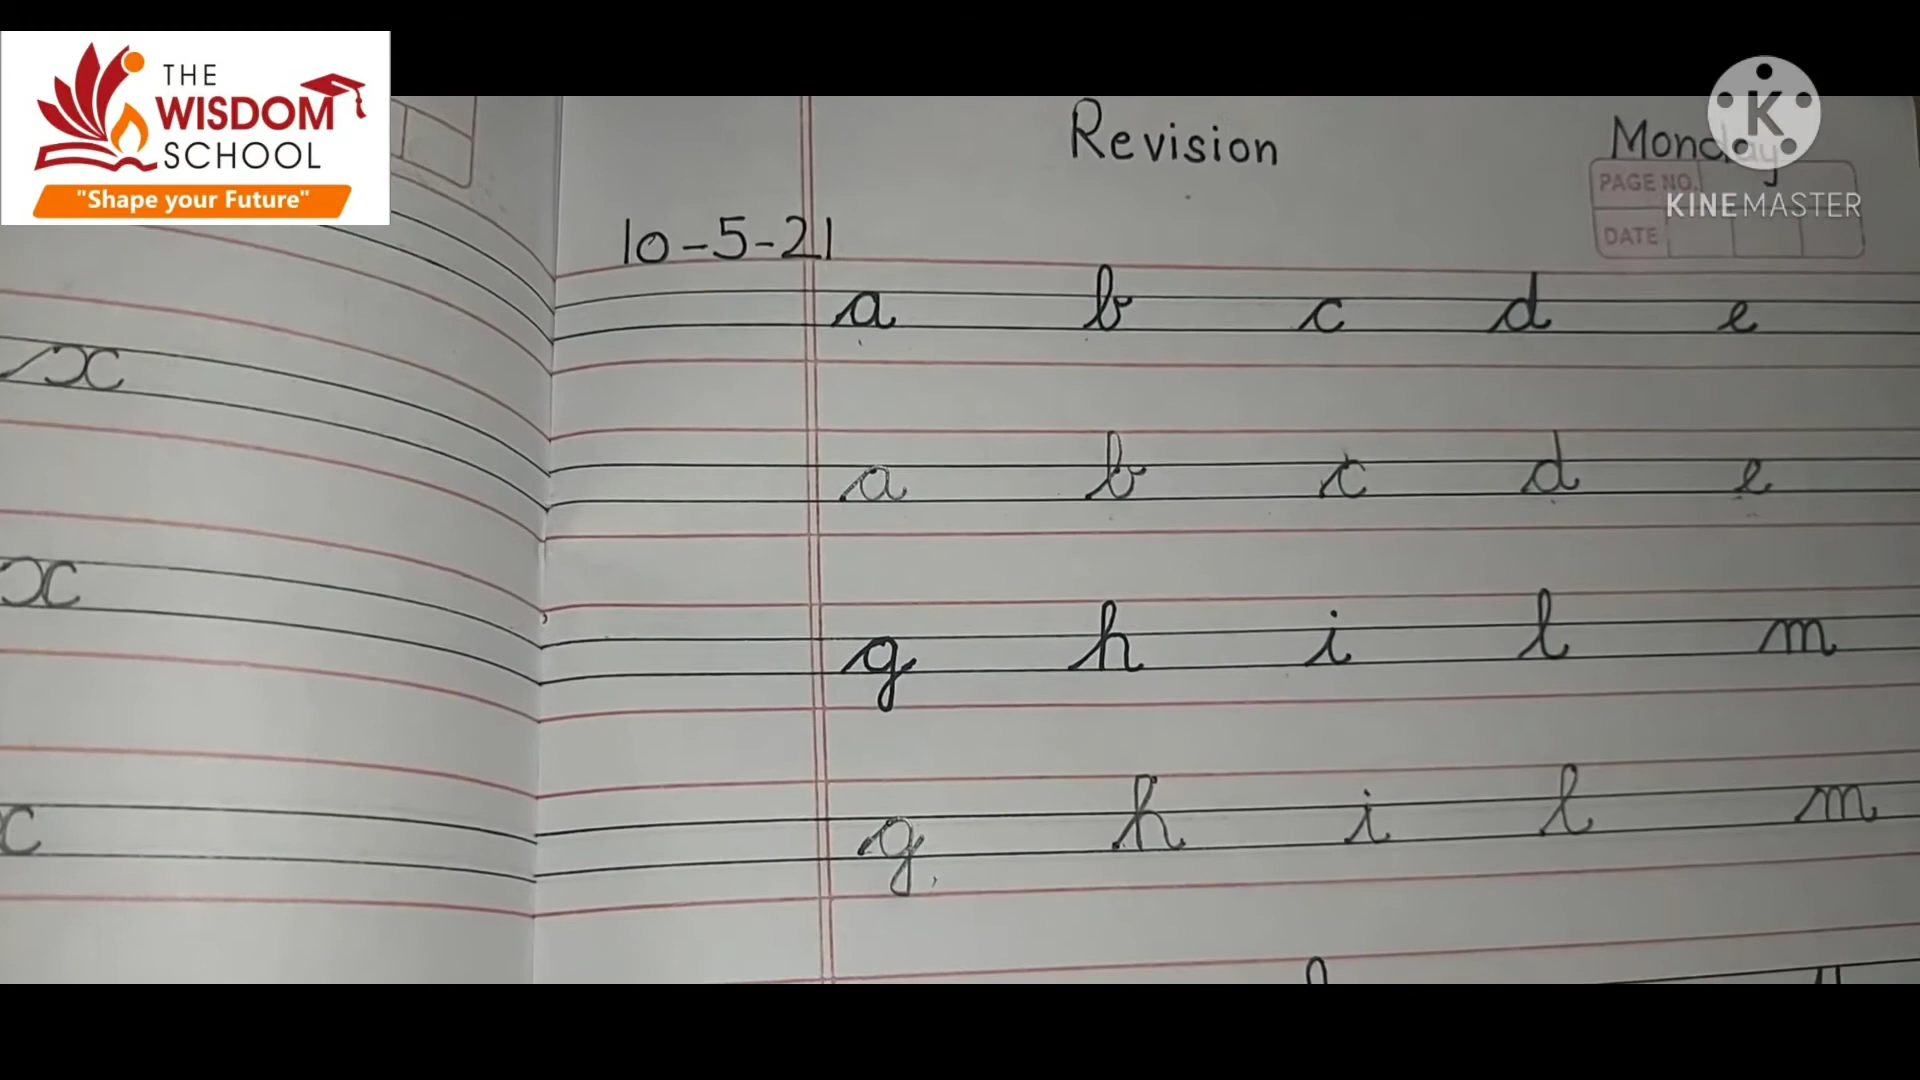 THE
WISDOM
SCHOOL
"Shape your Future"
KINEMASTER
Revision
Monday
PAGE NO.
DATE
10-5-21
a b c d e
a b c d e
g h i l m
g h i l m
x
x
c